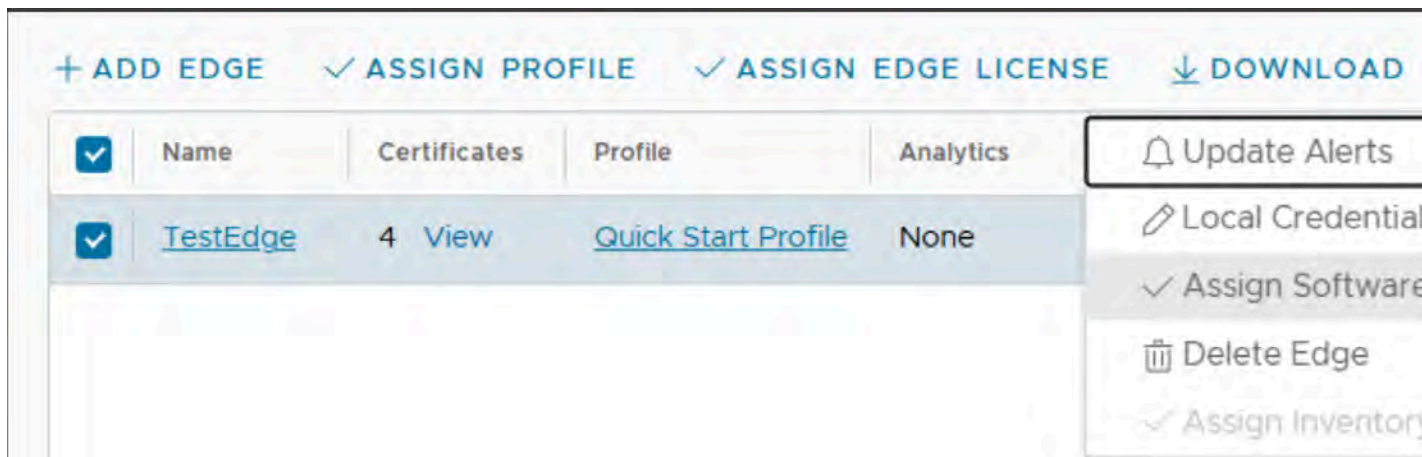 ADD EDGE ASSIGN PROFILE ASSIGN EDGE LICENSE DOWNLOAD
Name Certificates Profile Analytics
Update Alerts
Local Credential
TestEdge 4 View Quick Start Profile None
Assign Software
Delete Edge
Assign Inventory